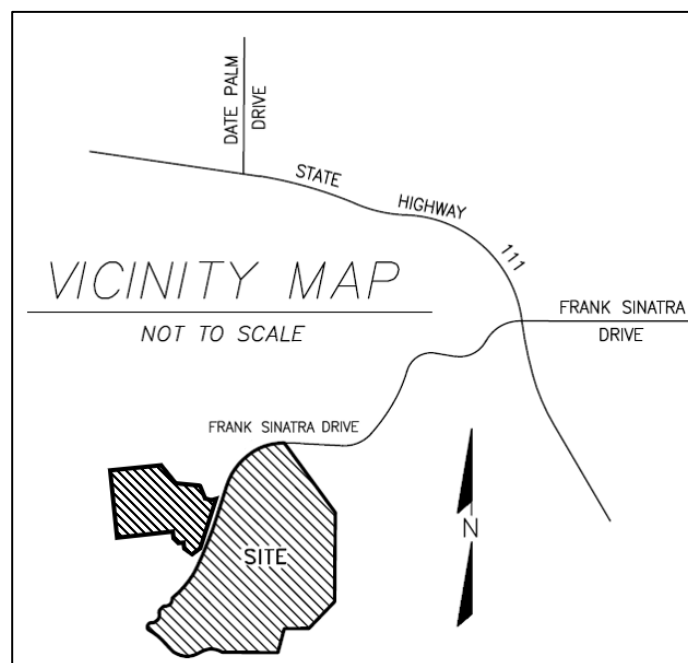 DATE PALM
DRIVE
STATE
HIGHWAY
111
VICINITY MAP
NOT TO SCALE
FRANK SINATRA
DRIVE
FRANK SINATRA DRIVE
N
SITE